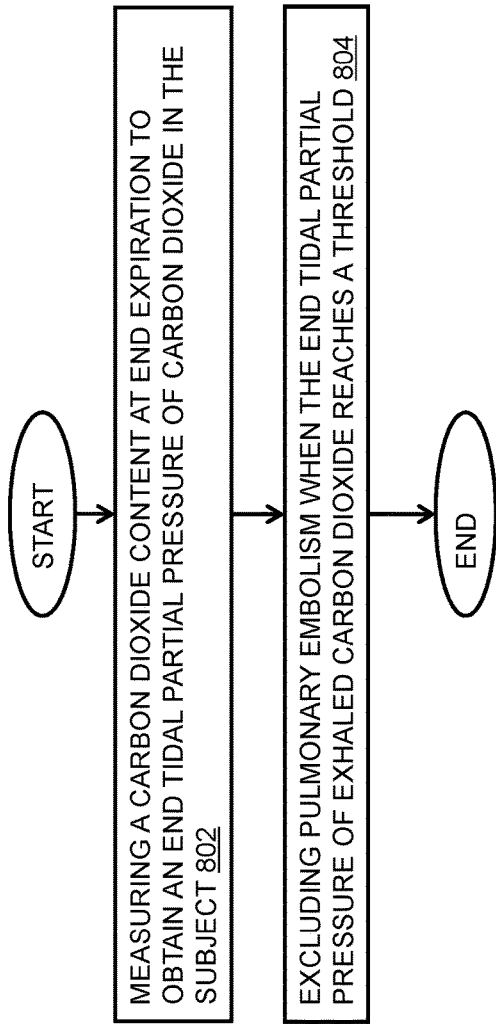 START
MEASURING A CARBON DIOXIDE CONTENT AT END EXPIRATION TO
OBTAIN AN END TIDAL PARTIAL PRESSURE OF CARBON DIOXIDE IN THE
SUBJECT 802
EXCLUDING PULMONARY EMBOLISM WHEN THE END TIDAL PARTIAL
PRESSURE OF EXHALED CARBON DIOXIDE REACHES A THRESHOLD 804
END